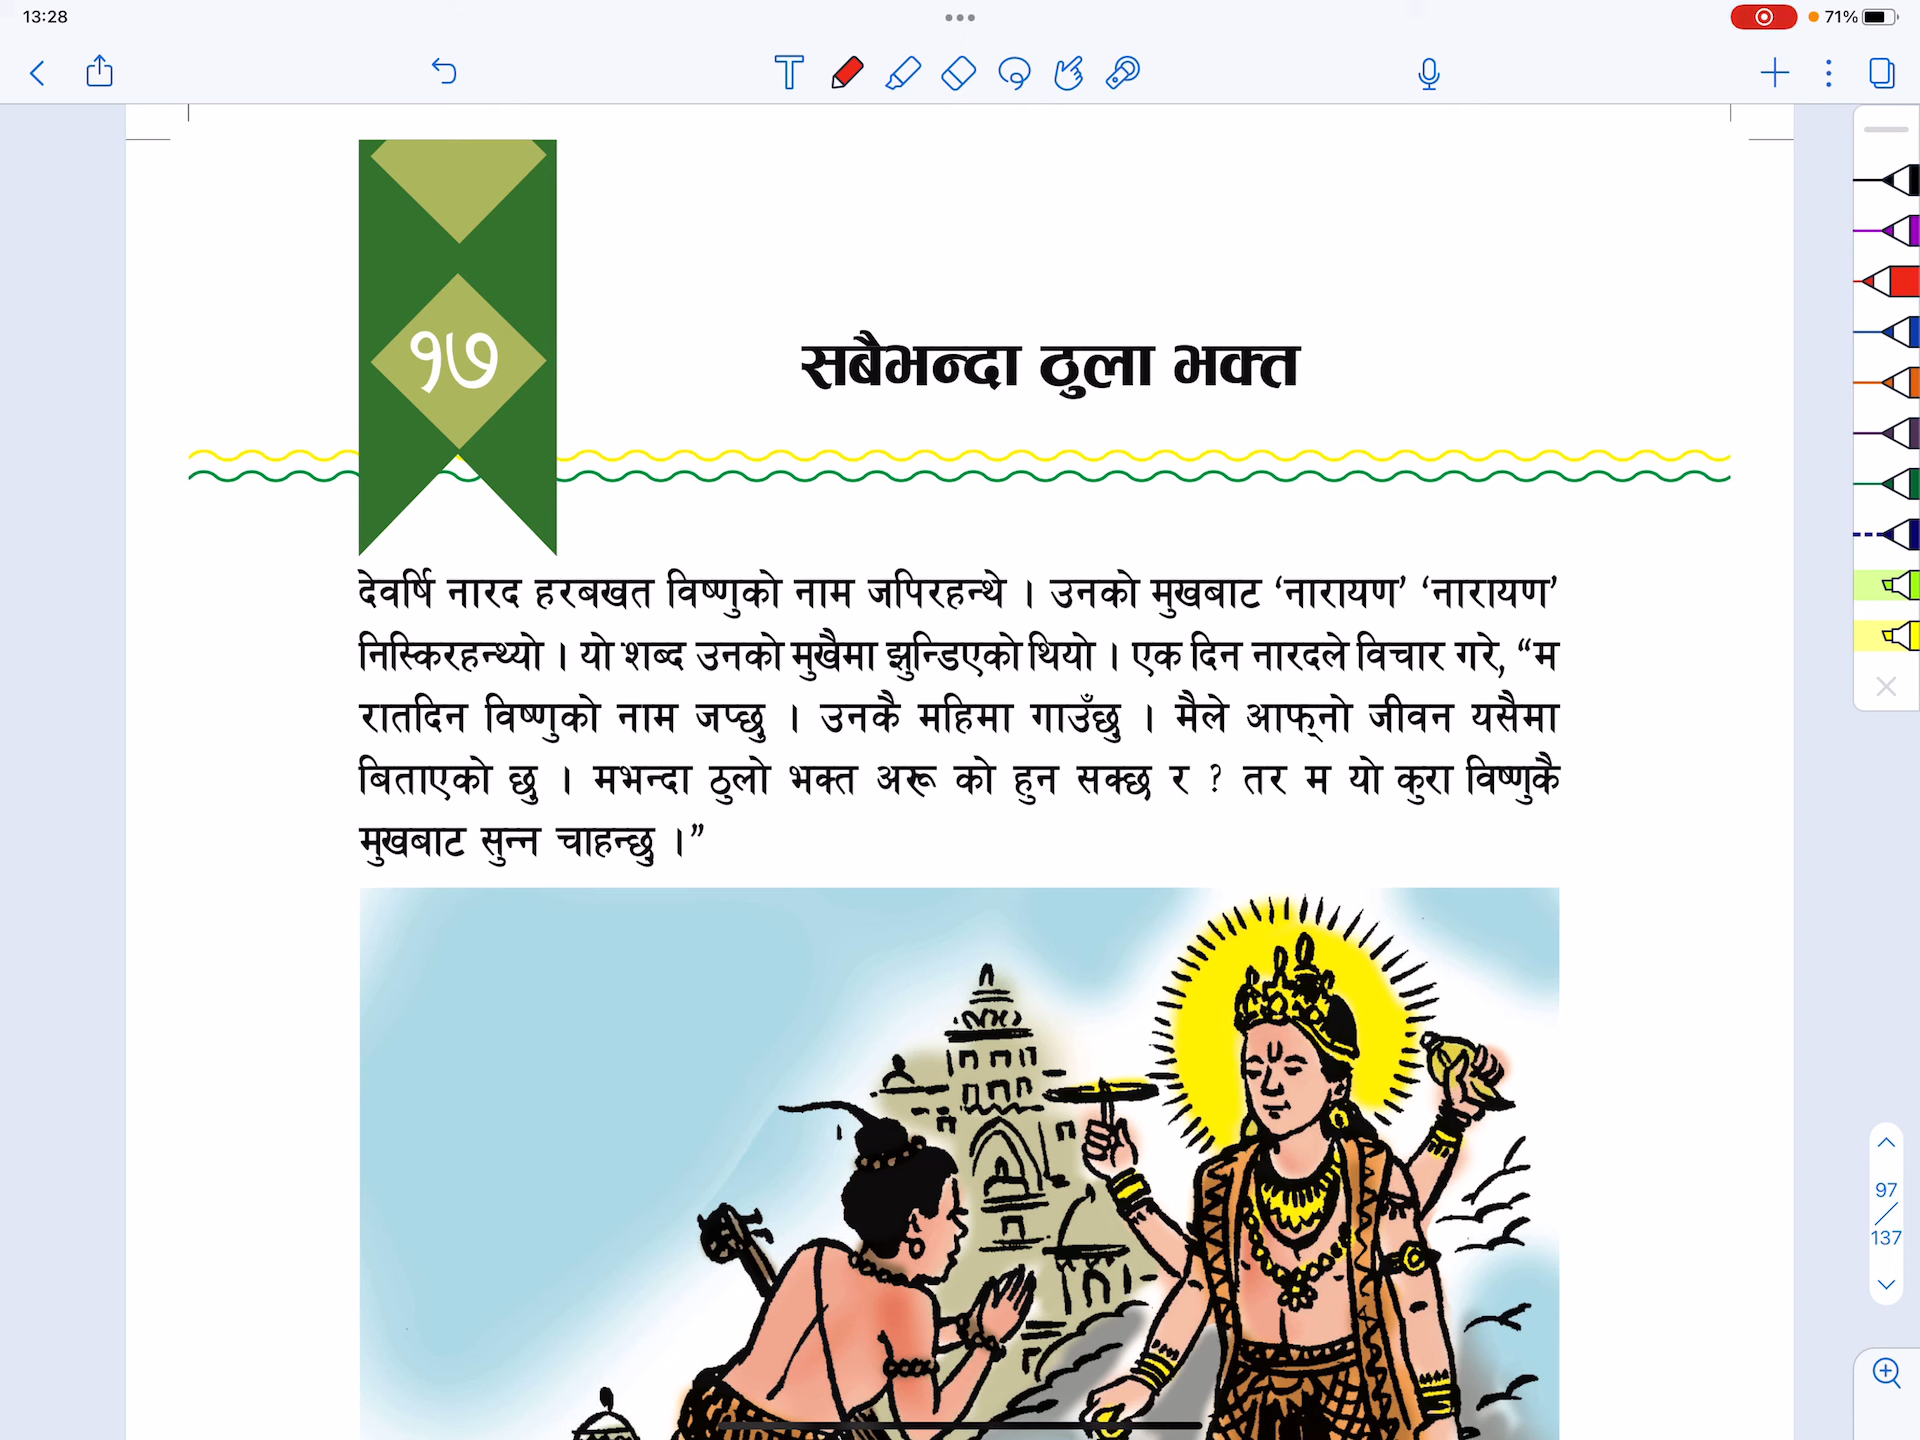 13:28
71%
१७
सबैभन्दा ठुला भक्त
देवर्षि नारद हरबखत विष्णुको नाम जपिरहन्थे । उनको मुखबाट ‘नारायण’ ‘नारायण’
निस्किरहन्थ्यो । यो शब्द उनको मुखैमा झुन्डिएको थियो । एक दिन नारदले विचार गरे, “म
रातदिन विष्णुको नाम जप्छु । उनकै महिमा गाउँछु । मैले आफ्‌नो जीवन यसैमा
बिताएको छु । मभन्दा ठुलो भक्त अरू को हुन सक्छ र ? तर म यो कुरा विष्णुकै
मुखबाट सुन्न चाहन्छु ।”
97
/
137